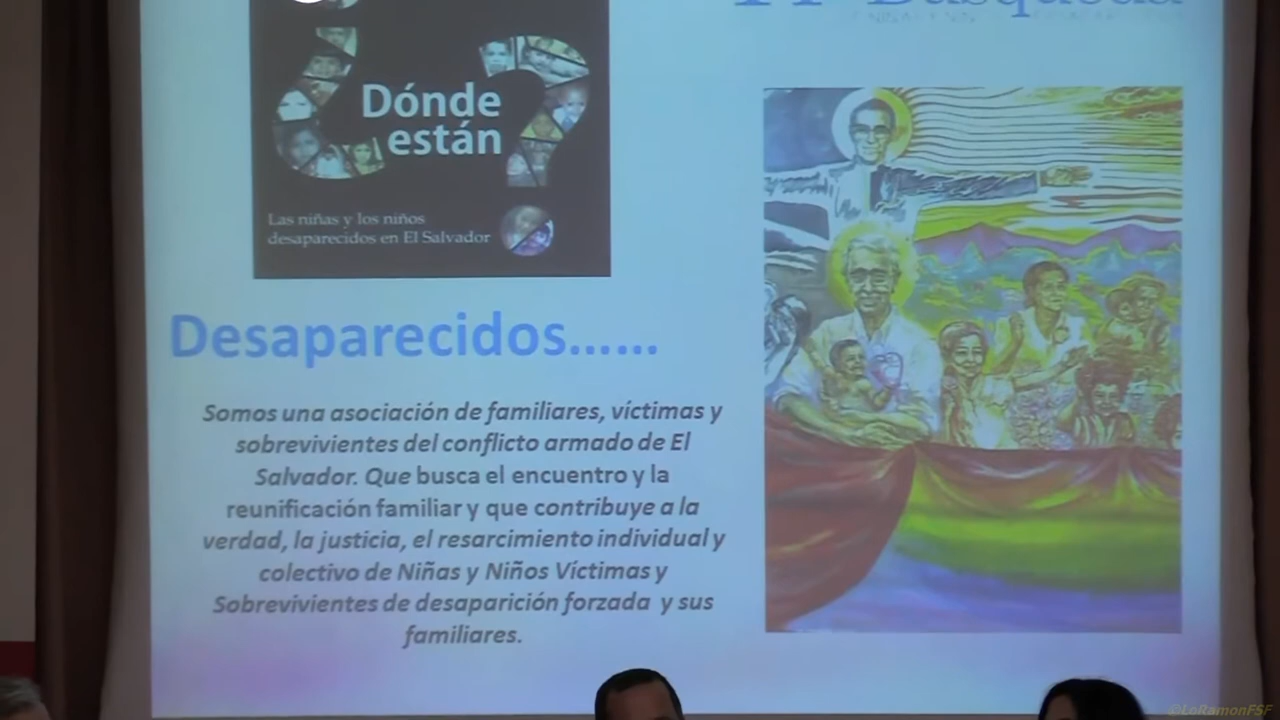 Búsqueda
Dónde
están
Las niñas y los niños
desaparecidos en El Salvador
Desaparecidos......
Somos una asociación de familiares, víctimas y
sobrevivientes del conflicto armado de El
Salvador. Que busca el encuentro y la
reunificación familiar y que contribuye a la
verdad, la justicia, el resarcimiento individual y
colectivo de Niñas y Niños Víctimas y
Sobrevivientes de desaparición forzada y sus
familiares.
©LoRamonFSF